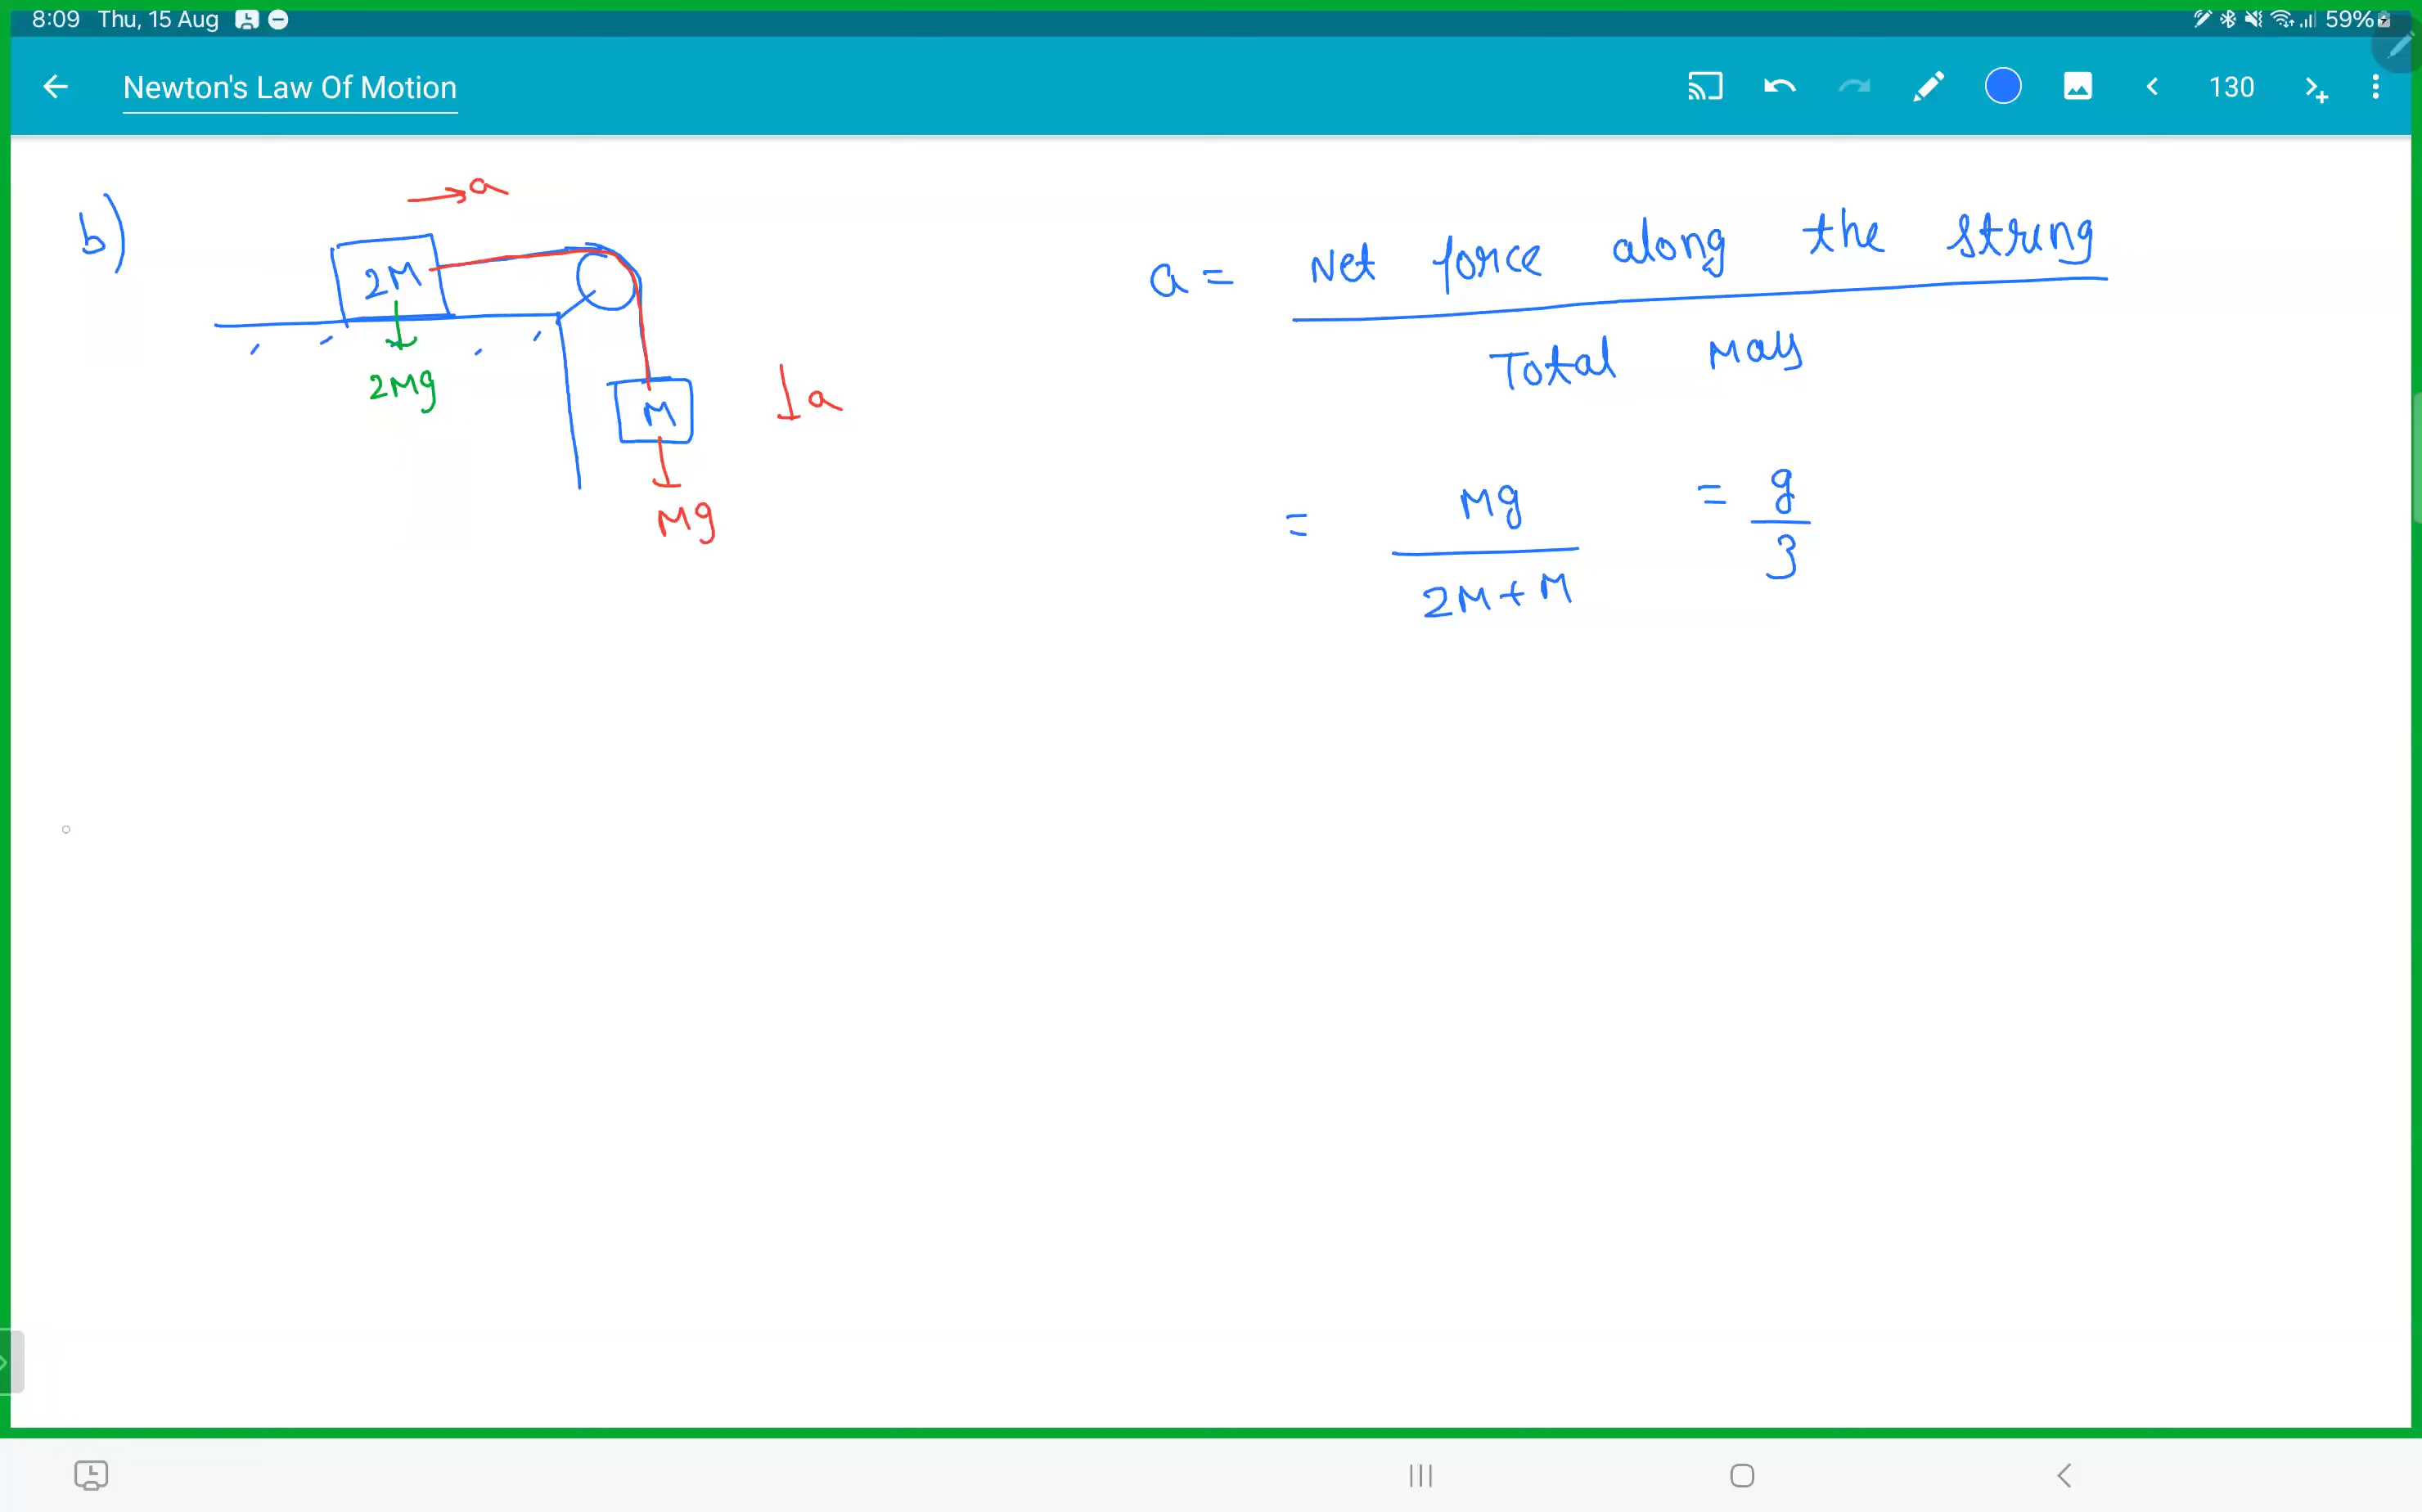 8:09 Thu, 15 Aug
59%
Newton's Law Of Motion
130
b)
a
2M
2Mg
M
a
Mg
a = Net force along the string
Total Mass
= Mg = g
2M + M 3